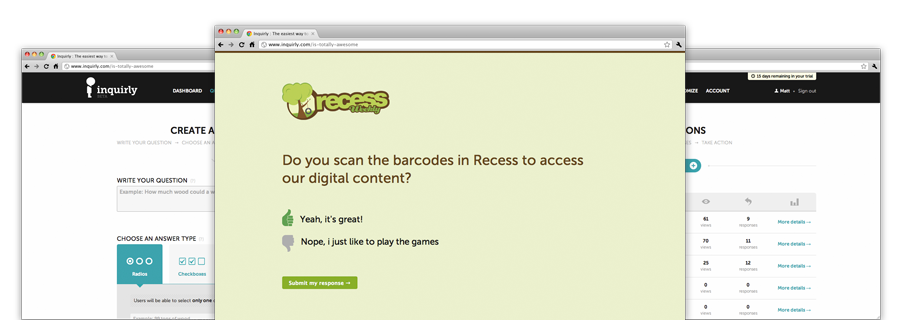 Inquirly : The easiest way to
www.inquirly.com/is-totally-awesome
recess
Weekly
Do you scan the barcodes in Recess to access
our digital content?
Yeah, it's great!
Nope, i just like to play the games
Submit my response →
Inquirly : The easiest way to
www.inquirly.com/is-totally-awesome
inquirly
BETA
DASHBOARD
CREATE A
WRITE YOUR QUESTION → CHOOSE AN
WRITE YOUR QUESTION
Example: How much wood could a w
CHOOSE AN ANSWER TYPE
Radios
Checkboxes
Users will be able to select only one
15 days remaining in your trial
OMIZE ACCOUNT
Matt • Sign out
ONS
→ TAKE ACTION
61 views 9 responses More details →
70 views 11 responses More details →
25 views 12 responses More details →
0 views 0 responses More details →
0 views 0 responses More details →